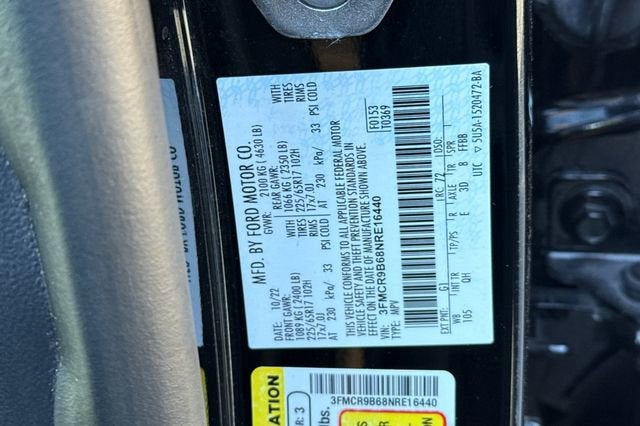 MFD. BY FORD MOTOR CO.
10/22
GVWR: 2100 KG (4630 LB)
FRONT GAWR:
1089 KG (2400 LB)
225/65R17 102H
17x7.0J
AT 230 kPa/ 33 PSI COLD
WITH
TIRES
RIMS
REAR GAWR:
1066 KG (2350 LB)
225/65R17 102H
17x7.0J
AT 230 kPa/ 33 PSI COLD
WITH
TIRES
RIMS
THIS VEHICLE CONFORMS TO ALL APPLICABLE FEDERAL MOTOR
VEHICLE SAFETY AND THEFT PREVENTION STANDARDS IN
EFFECT ON THE DATE OF MANUFACTURE SHOWN ABOVE.
F0153
T0369
VIN: 3FMCR9B68NRE16440
TYPE: MPV
EXT PNT: G1 RC: 72 DSO:
WB INT TR TP/PS R AXLE TR SPR
105 QH E 3D 8 FFBB
UTC 5U5A-1520472-BA
3FMCR9B68NRE16440